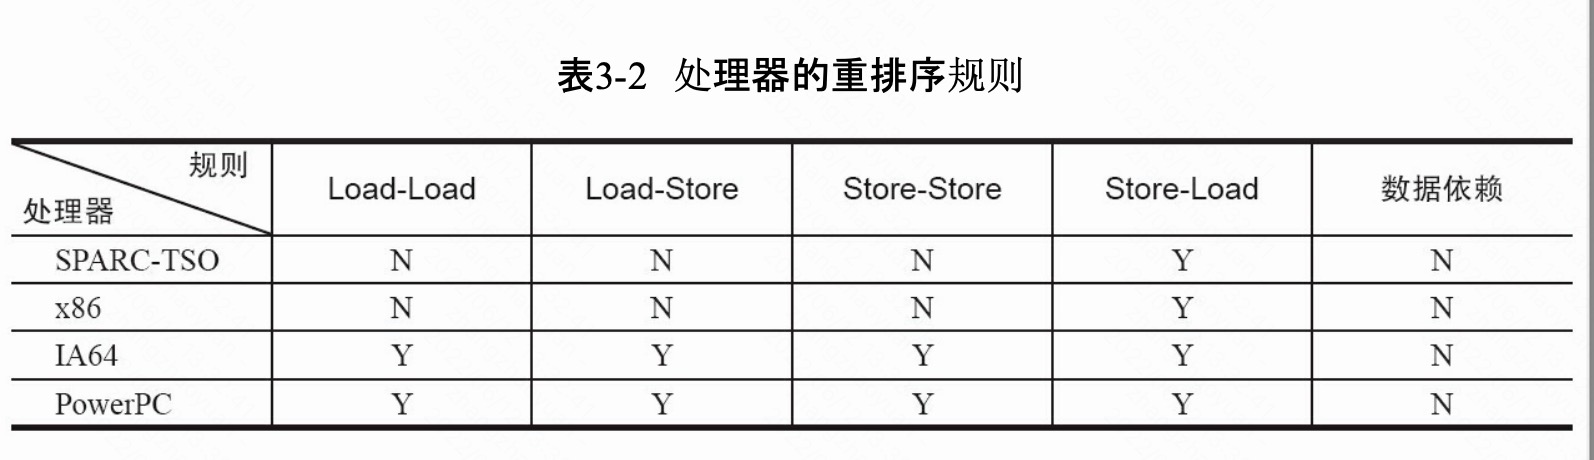 表3-2 处理器的重排序规则
规则
处理器
Load-Load Load-Store Store-Store Store-Load 数据依赖
SPARC-TSO N N N Y N
x86 N N N Y N
IA64 Y Y Y Y N
PowerPC Y Y Y Y N